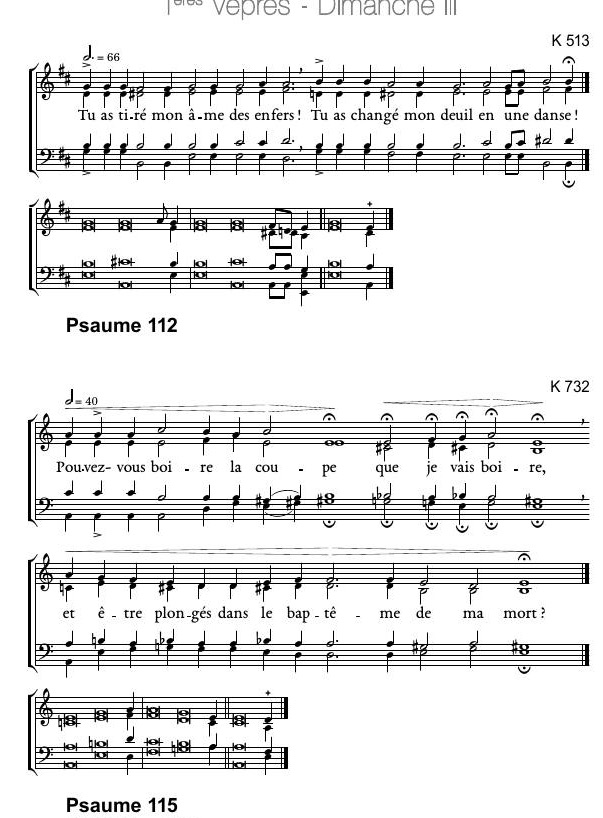 1ères Vêpres - Dimanche III
K 513
= 66
Tu as ti-ré mon â-me des enfers! Tu as changé mon deuil en une danse!
Psaume 112
K 732
= 40
Pou-vez-vous boi-re la cou-pe que je vais boi-re,
et ê-tre plon-gés dans le bap-tê-me de ma mort?
Psaume 115